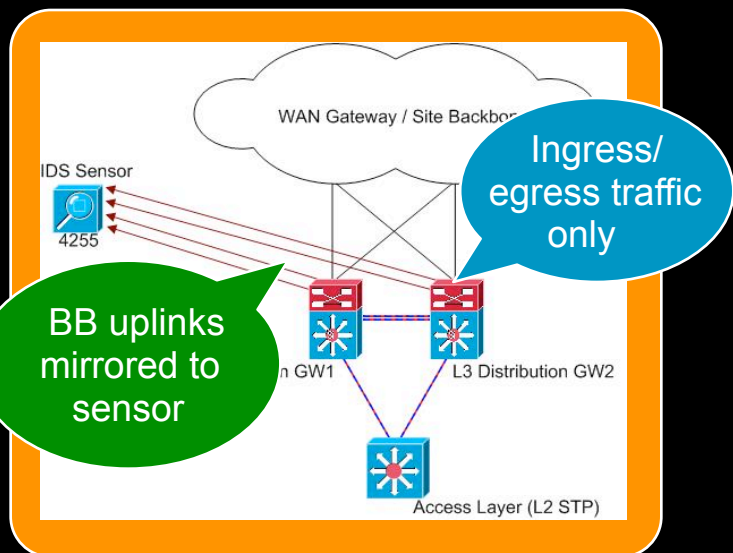 WAN Gateway / Site Backbon
Ingress/
egress traffic
only
IDS Sensor
4255
BB uplinks
mirrored to
sensor
n GW1
L3 Distribution GW2
Access Layer (L2 STP)